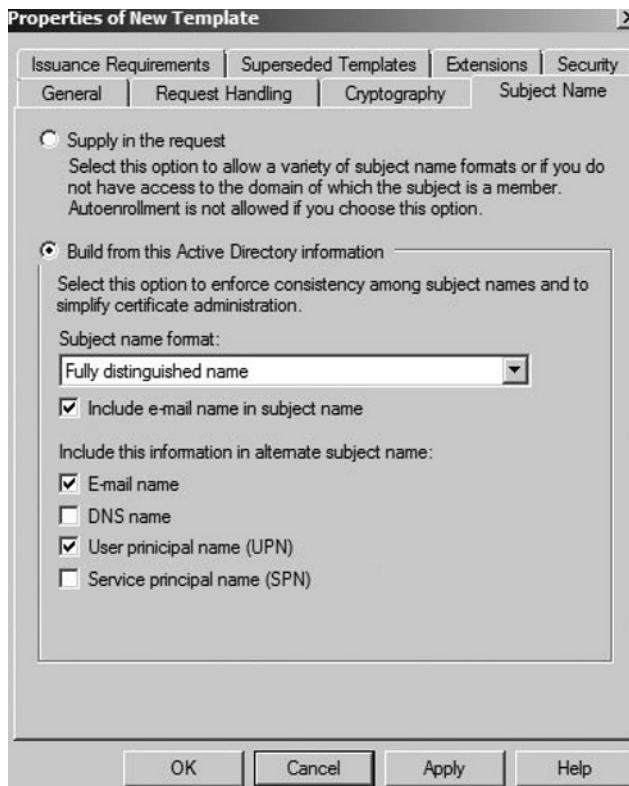 Properties of New Template
Issuance Requirements Superseded Templates Extensions Security
General Request Handling Cryptography Subject Name
Supply in the request
Select this option to allow a variety of subject name formats or if you do
not have access to the domain of which the subject is a member.
Autoenrollment is not allowed if you choose this option.
Build from this Active Directory information
Select this option to enforce consistency among subject names and to
simplify certificate administration.
Subject name format:
Fully distinguished name
Include e-mail name in subject name
Include this information in alternate subject name:
E-mail name
DNS name
User prinicipal name (UPN)
Service principal name (SPN)
OK Cancel Apply Help